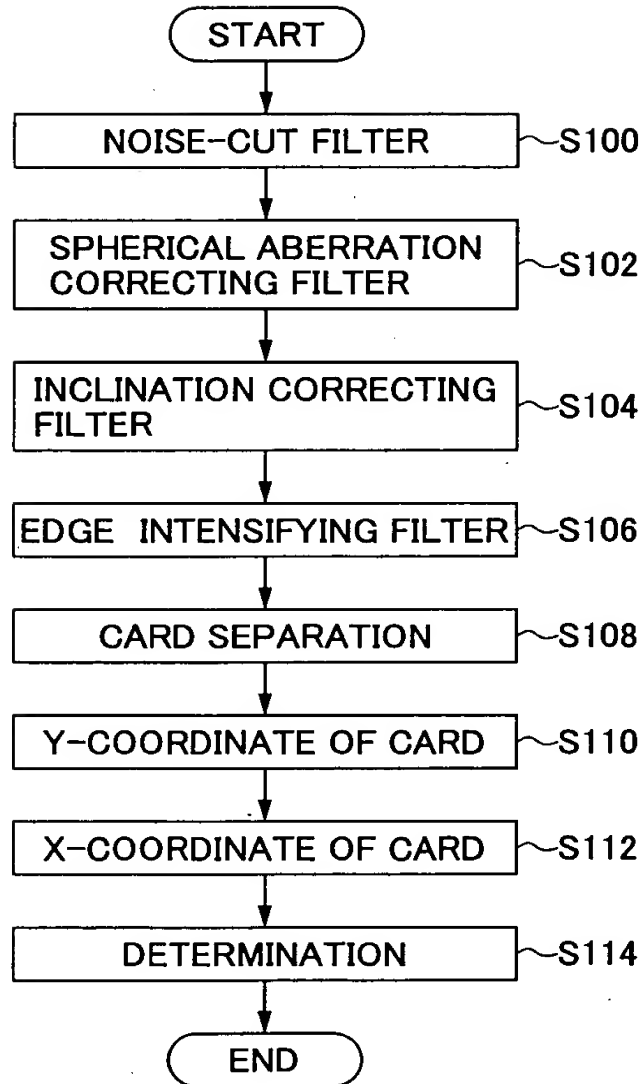 START
NOISE-CUT FILTER
S100
SPHERICAL ABERRATION
CORRECTING FILTER
S102
INCLINATION CORRECTING
FILTER
S104
EDGE INTENSIFYING FILTER
S106
CARD SEPARATION
S108
Y-COORDINATE OF CARD
S110
X-COORDINATE OF CARD
S112
DETERMINATION
S114
END